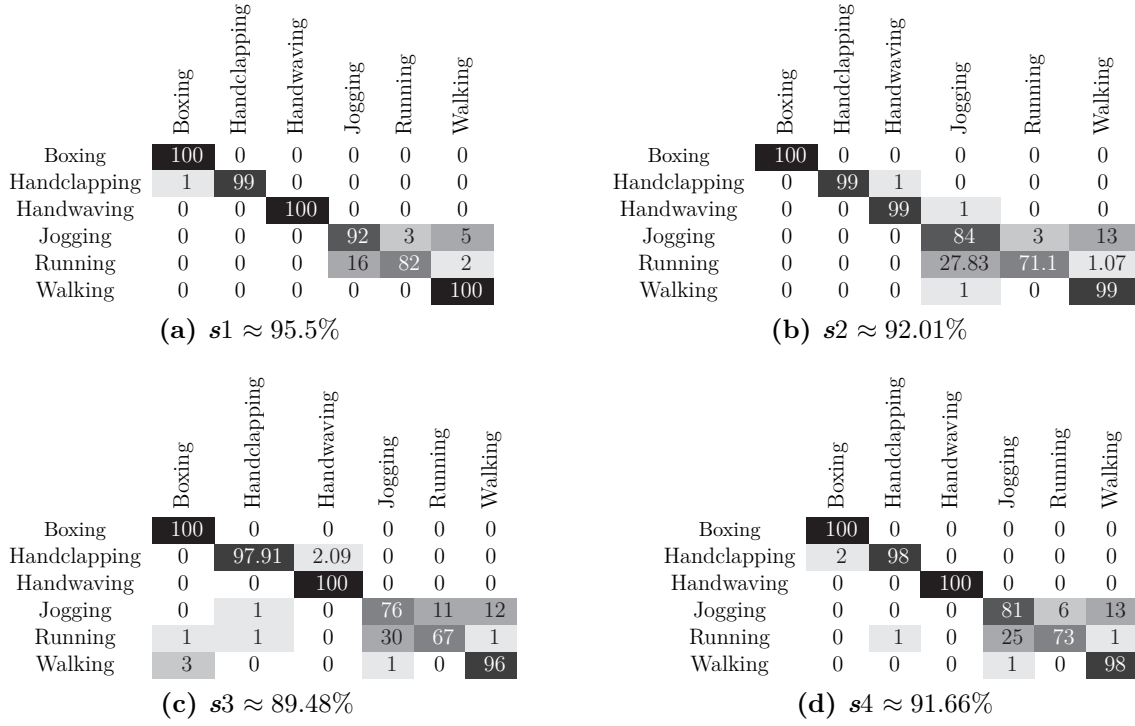 Boxing Handclapping Handwaving Jogging Running Walking
Boxing 100 0 0 0 0 0
Handclapping 1 99 0 0 0 0
Handwaving 0 0 100 0 0 0
Jogging 0 0 0 92 3 5
Running 0 0 0 16 82 2
Walking 0 0 0 0 0 100
(a) s1 ≈ 95.5%
Boxing Handclapping Handwaving Jogging Running Walking
Boxing 100 0 0 0 0 0
Handclapping 0 99 1 0 0 0
Handwaving 0 0 99 1 0 0
Jogging 0 0 0 84 3 13
Running 0 0 0 27.83 71.1 1.07
Walking 0 0 0 1 0 99
(b) s2 ≈ 92.01%
Boxing Handclapping Handwaving Jogging Running Walking
Boxing 100 0 0 0 0 0
Handclapping 0 97.91 2.09 0 0 0
Handwaving 0 0 100 0 0 0
Jogging 0 1 0 76 11 12
Running 1 1 0 30 67 1
Walking 3 0 0 1 0 96
(c) s3 ≈ 89.48%
Boxing Handclapping Handwaving Jogging Running Walking
Boxing 100 0 0 0 0 0
Handclapping 2 98 0 0 0 0
Handwaving 0 0 100 0 0 0
Jogging 0 0 0 81 6 13
Running 0 1 0 25 73 1
Walking 0 0 0 1 0 98
(d) s4 ≈ 91.66%